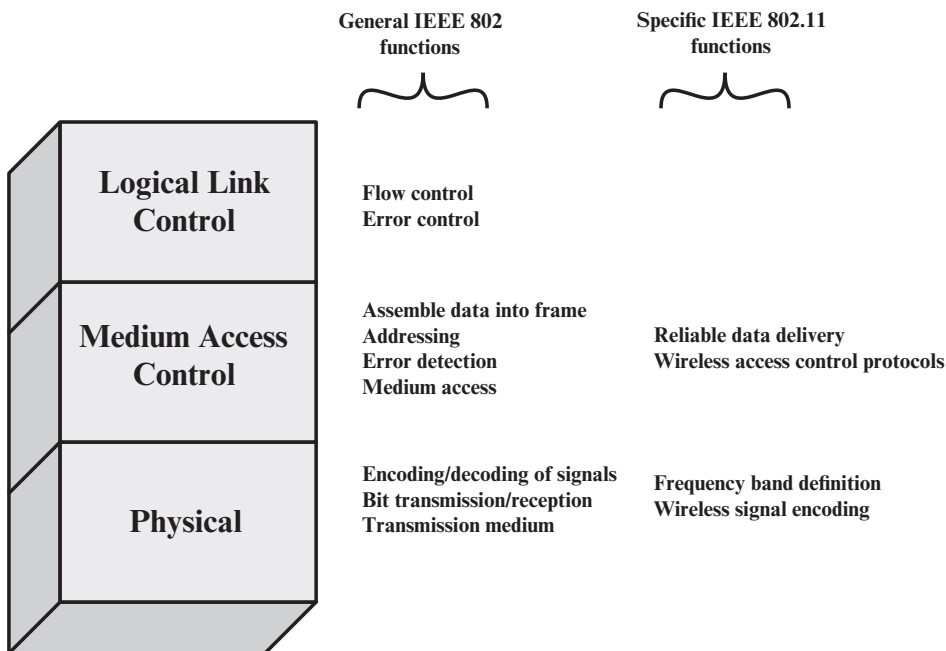 General IEEE 802
functions
Specific IEEE 802.11
functions
Logical Link
Control
Flow control
Error control
Medium Access
Control
Assemble data into frame
Addressing
Error detection
Medium access
Reliable data delivery
Wireless access control protocols
Physical
Encoding/decoding of signals
Bit transmission/reception
Transmission medium
Frequency band definition
Wireless signal encoding